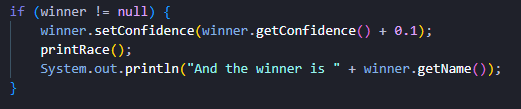 if (winner != null) {
    winner.setConfidence(winner.getConfidence() + 0.1);
    printRace();
    System.out.println("And the winner is " + winner.getName());
}